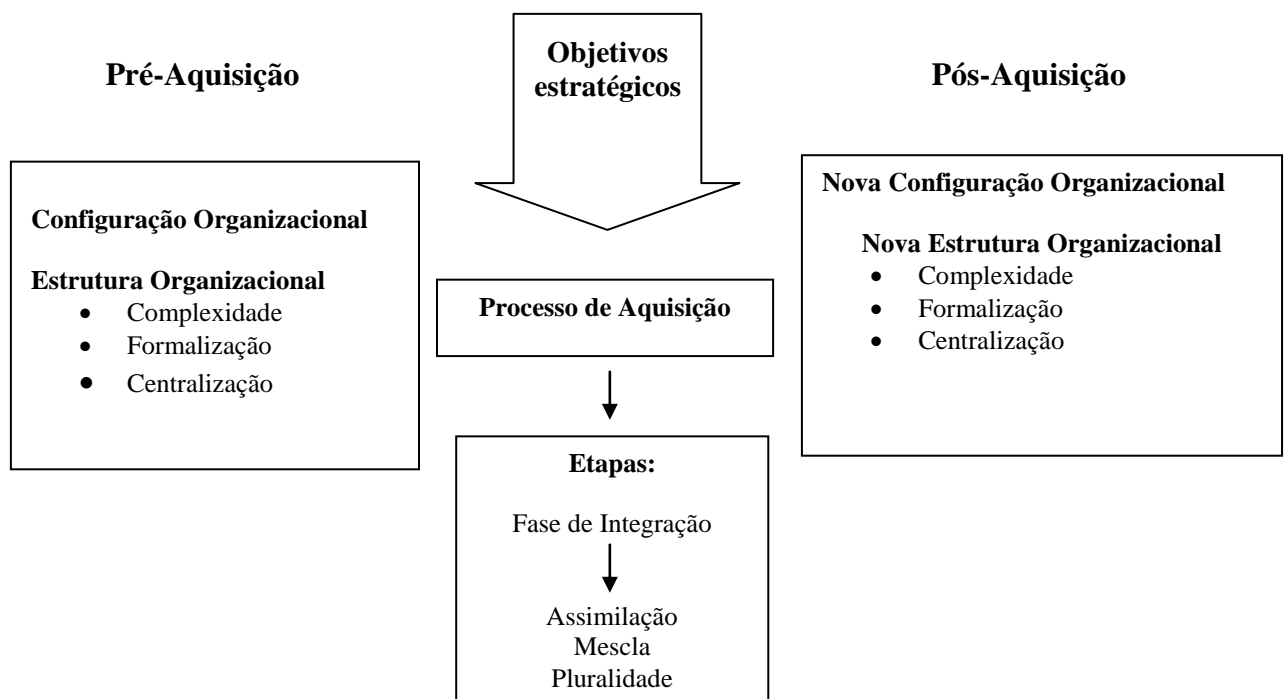 Pré-Aquisição
Configuração Organizacional
Estrutura Organizacional
• Complexidade
• Formalização
• Centralização
Objetivos
estratégicos
Processo de Aquisição
Etapas:
Fase de Integração
Assimilação
Mescla
Pluralidade
Pós-Aquisição
Nova Configuração Organizacional
Nova Estrutura Organizacional
• Complexidade
• Formalização
• Centralização